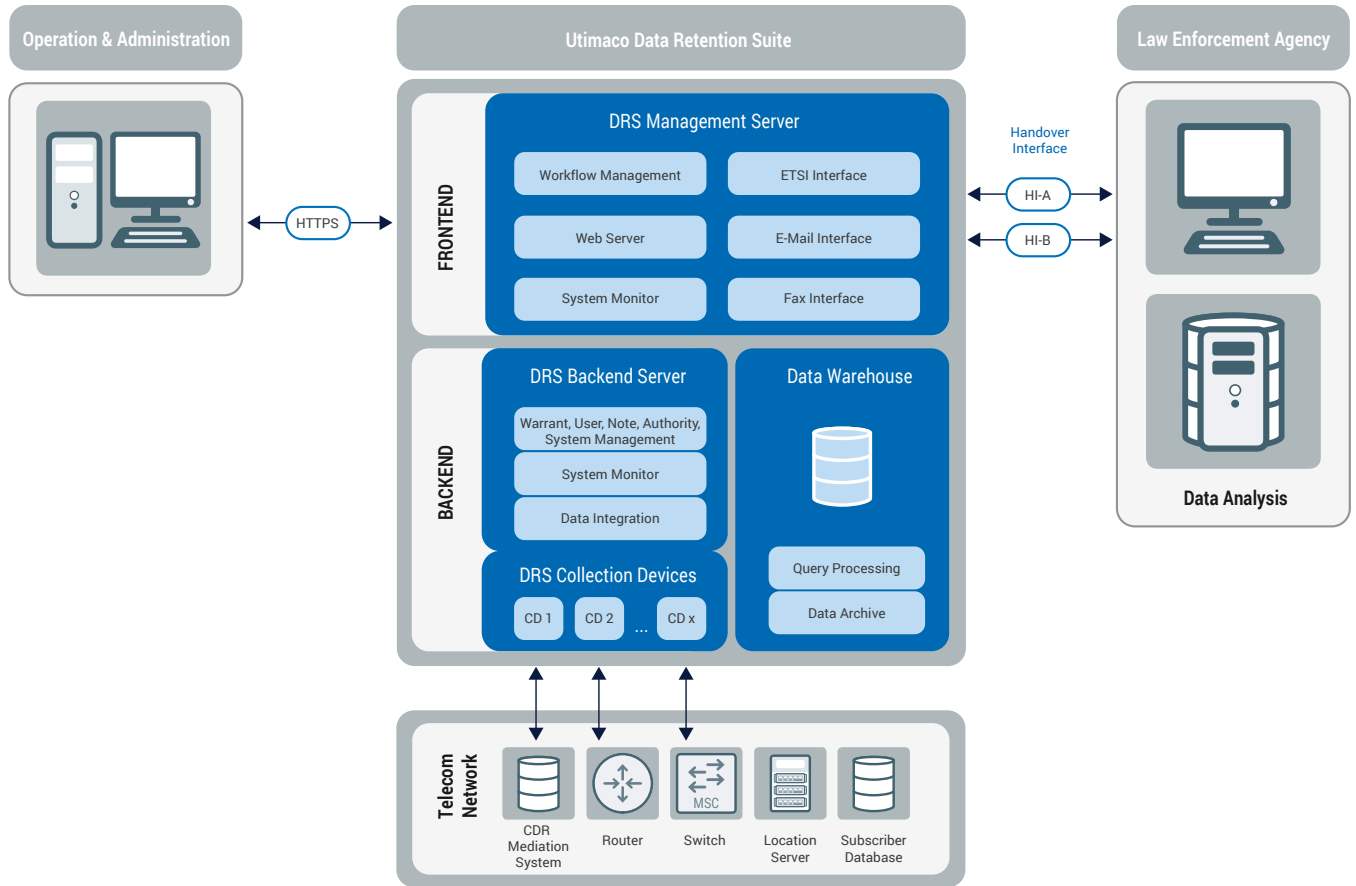 Operation & Administration
Utimaco Data Retention Suite
Law Enforcement Agency
HTTPS
FRONTEND
DRS Management Server
Workflow Management
ETSI Interface
Web Server
E-Mail Interface
System Monitor
Fax Interface
Handover
Interface
HI-A
HI-B
Data Analysis
BACKEND
DRS Backend Server
Warrant, User, Note, Authority,
System Management
System Monitor
Data Integration
DRS Collection Devices
CD 1
CD 2
...
CD x
Data Warehouse
Query Processing
Data Archive
Telecom
Network
CDR
Mediation
System
Router
MSC
Switch
Location
Server
Subscriber
Database